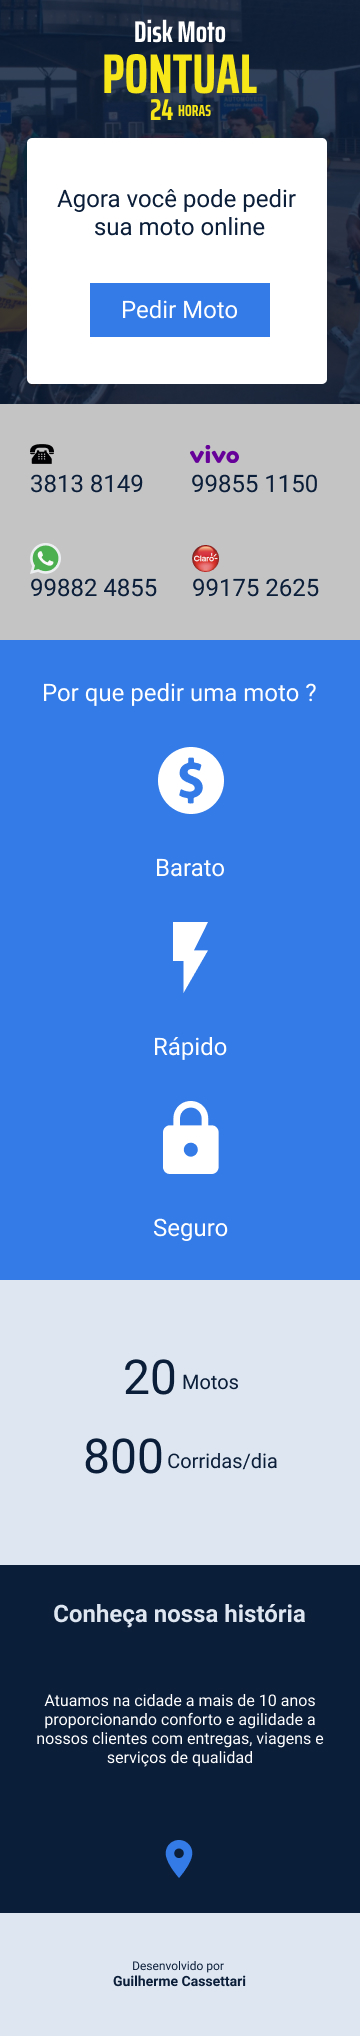 Disk Moto
PONTUAL
24 HORAS
Agora você pode pedir
sua moto online
Pedir Moto
vivo
3813 8149
99855 1150
Claro
99882 4855
99175 2625
Por que pedir uma moto ?
Barato
Rápido
Seguro
20 Motos
800 Corridas/dia
Conheça nossa história
Atuamos na cidade a mais de 10 anos
proporcionando conforto e agilidade a
nossos clientes com entregas, viagens e
serviços de qualidade
Desenvolvido por
Guilherme Cassettari